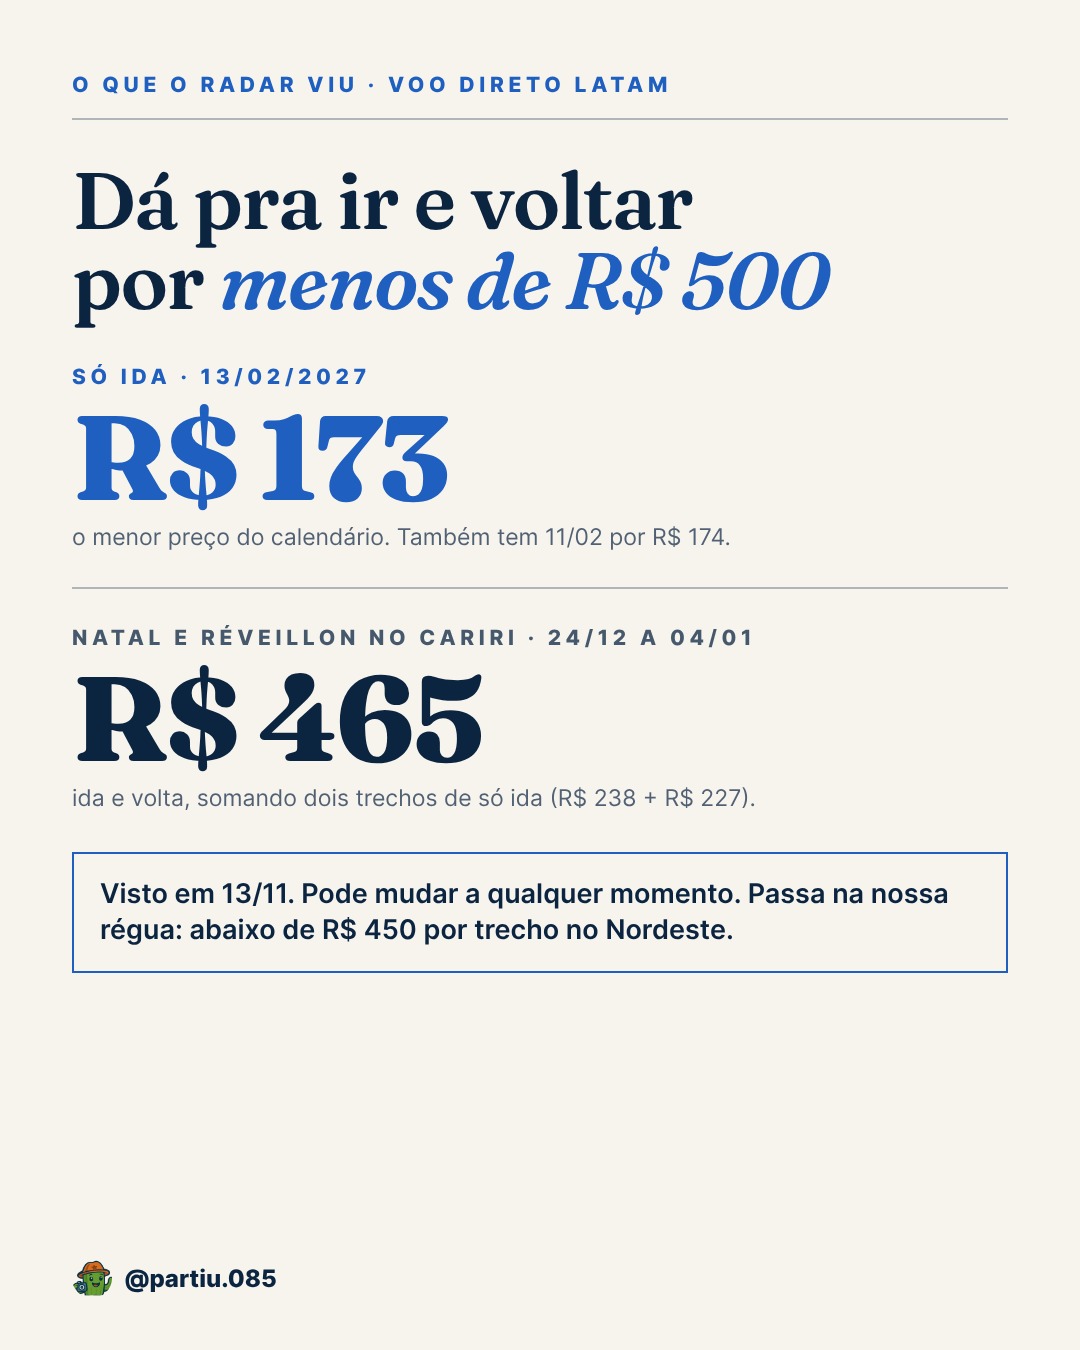 O QUE O RADAR VIU · VOO DIRETO LATAM
Dá pra ir e voltar
por menos de R$ 500
SÓ IDA · 13/02/2027
R$ 173
o menor preço do calendário. Também tem 11/02 por R$ 174.
NATAL E RÉVEILLON NO CARIRI · 24/12 A 04/01
R$ 465
ida e volta, somando dois trechos de só ida (R$ 238 + R$ 227).
Visto em 13/11. Pode mudar a qualquer momento. Passa na nossa
régua: abaixo de R$ 450 por trecho no Nordeste.
@partiu.085